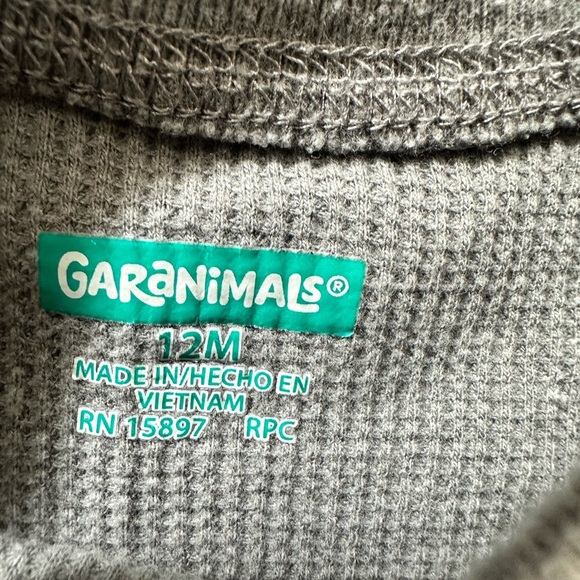 GARANiMALS®
12M
MADE IN/HECHO EN
VIETNAM
RN 15897 RPC